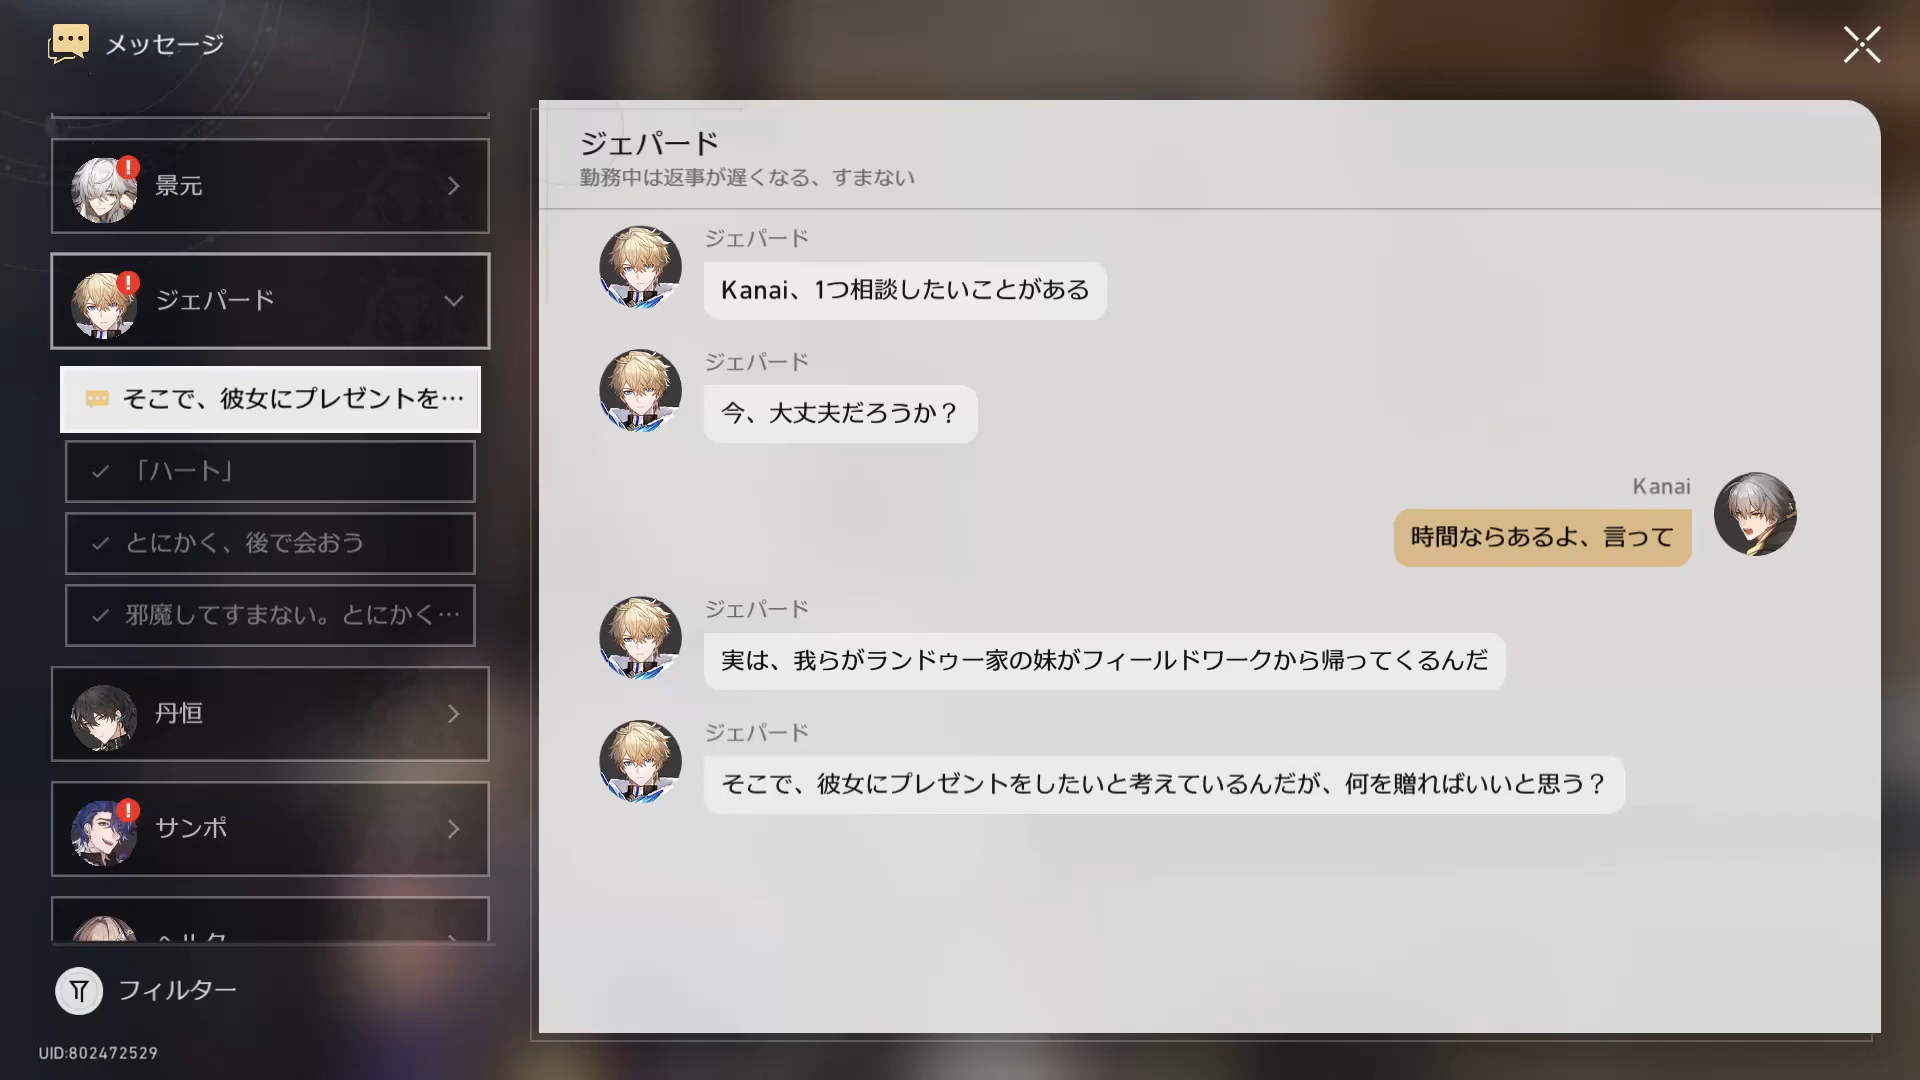 メッセージ
景元
ジェパード
そこで、彼女にプレゼントを…
「ハート」
とにかく、後で会おう
邪魔してすまない。とにかく…
丹恒
サンポ
ヘルタ
フィルター
UID:802472529
ジェパード
勤務中は返事が遅くなる、すまない
ジェパード
Kanai、1つ相談したいことがある
ジェパード
今、大丈夫だろうか？
Kanai
時間ならあるよ、言って
ジェパード
実は、我らがランドゥー家の妹がフィールドワークから帰ってくるんだ
ジェパード
そこで、彼女にプレゼントをしたいと考えているんだが、何を贈ればいいと思う？